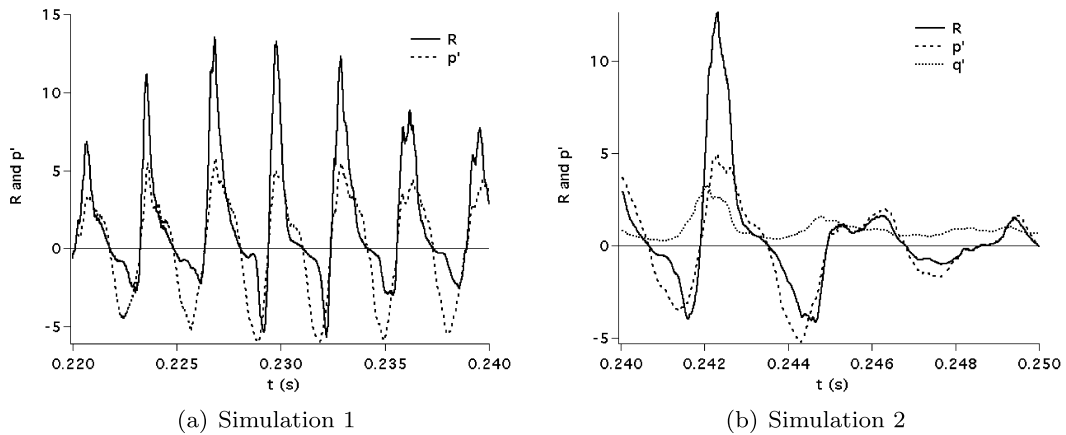 15
10
5
0
-5
R and p'
R
p'
0.220
0.225
0.230
0.235
0.240
t (s)
(a) Simulation 1
10
5
0
-5
R and p'
R
p'
q'
0.240
0.242
0.244
0.246
0.248
0.250
t (s)
(b) Simulation 2